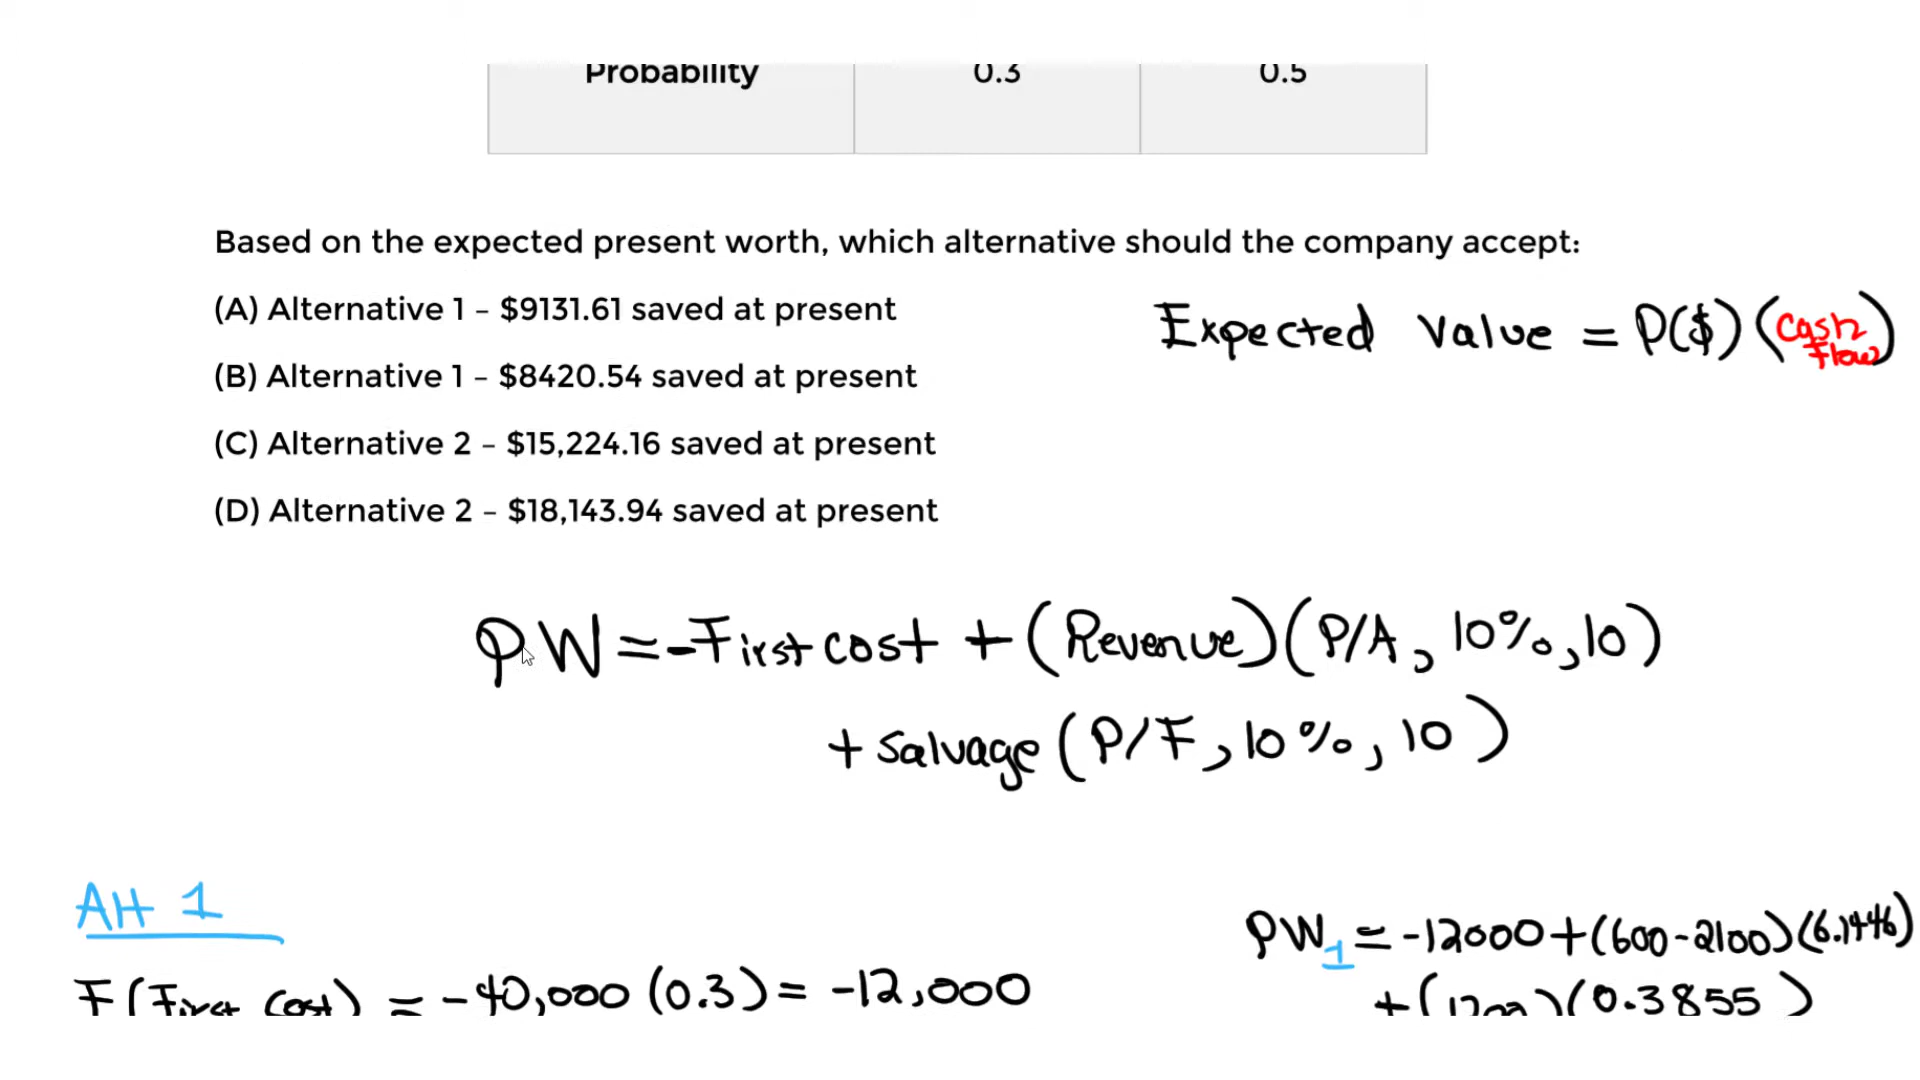 Probability 0.3 0.5
Based on the expected present worth, which alternative should the company accept:
(A) Alternative 1 – $9131.61 saved at present
Expected Value = P($)(Cash Flow)
(B) Alternative 1 – $8420.54 saved at present
(C) Alternative 2 – $15,224.16 saved at present
(D) Alternative 2 – $18,143.94 saved at present
PW = -First cost + (Revenue)(P/A, 10%, 10)
+ Salvage (P/F, 10%, 10)
Alt 1
PW1 = -12000 + (600-2100)(6.1446)
E(First Cost) = -40,000 (0.3) = -12,000
+ (1200)(0.3855)